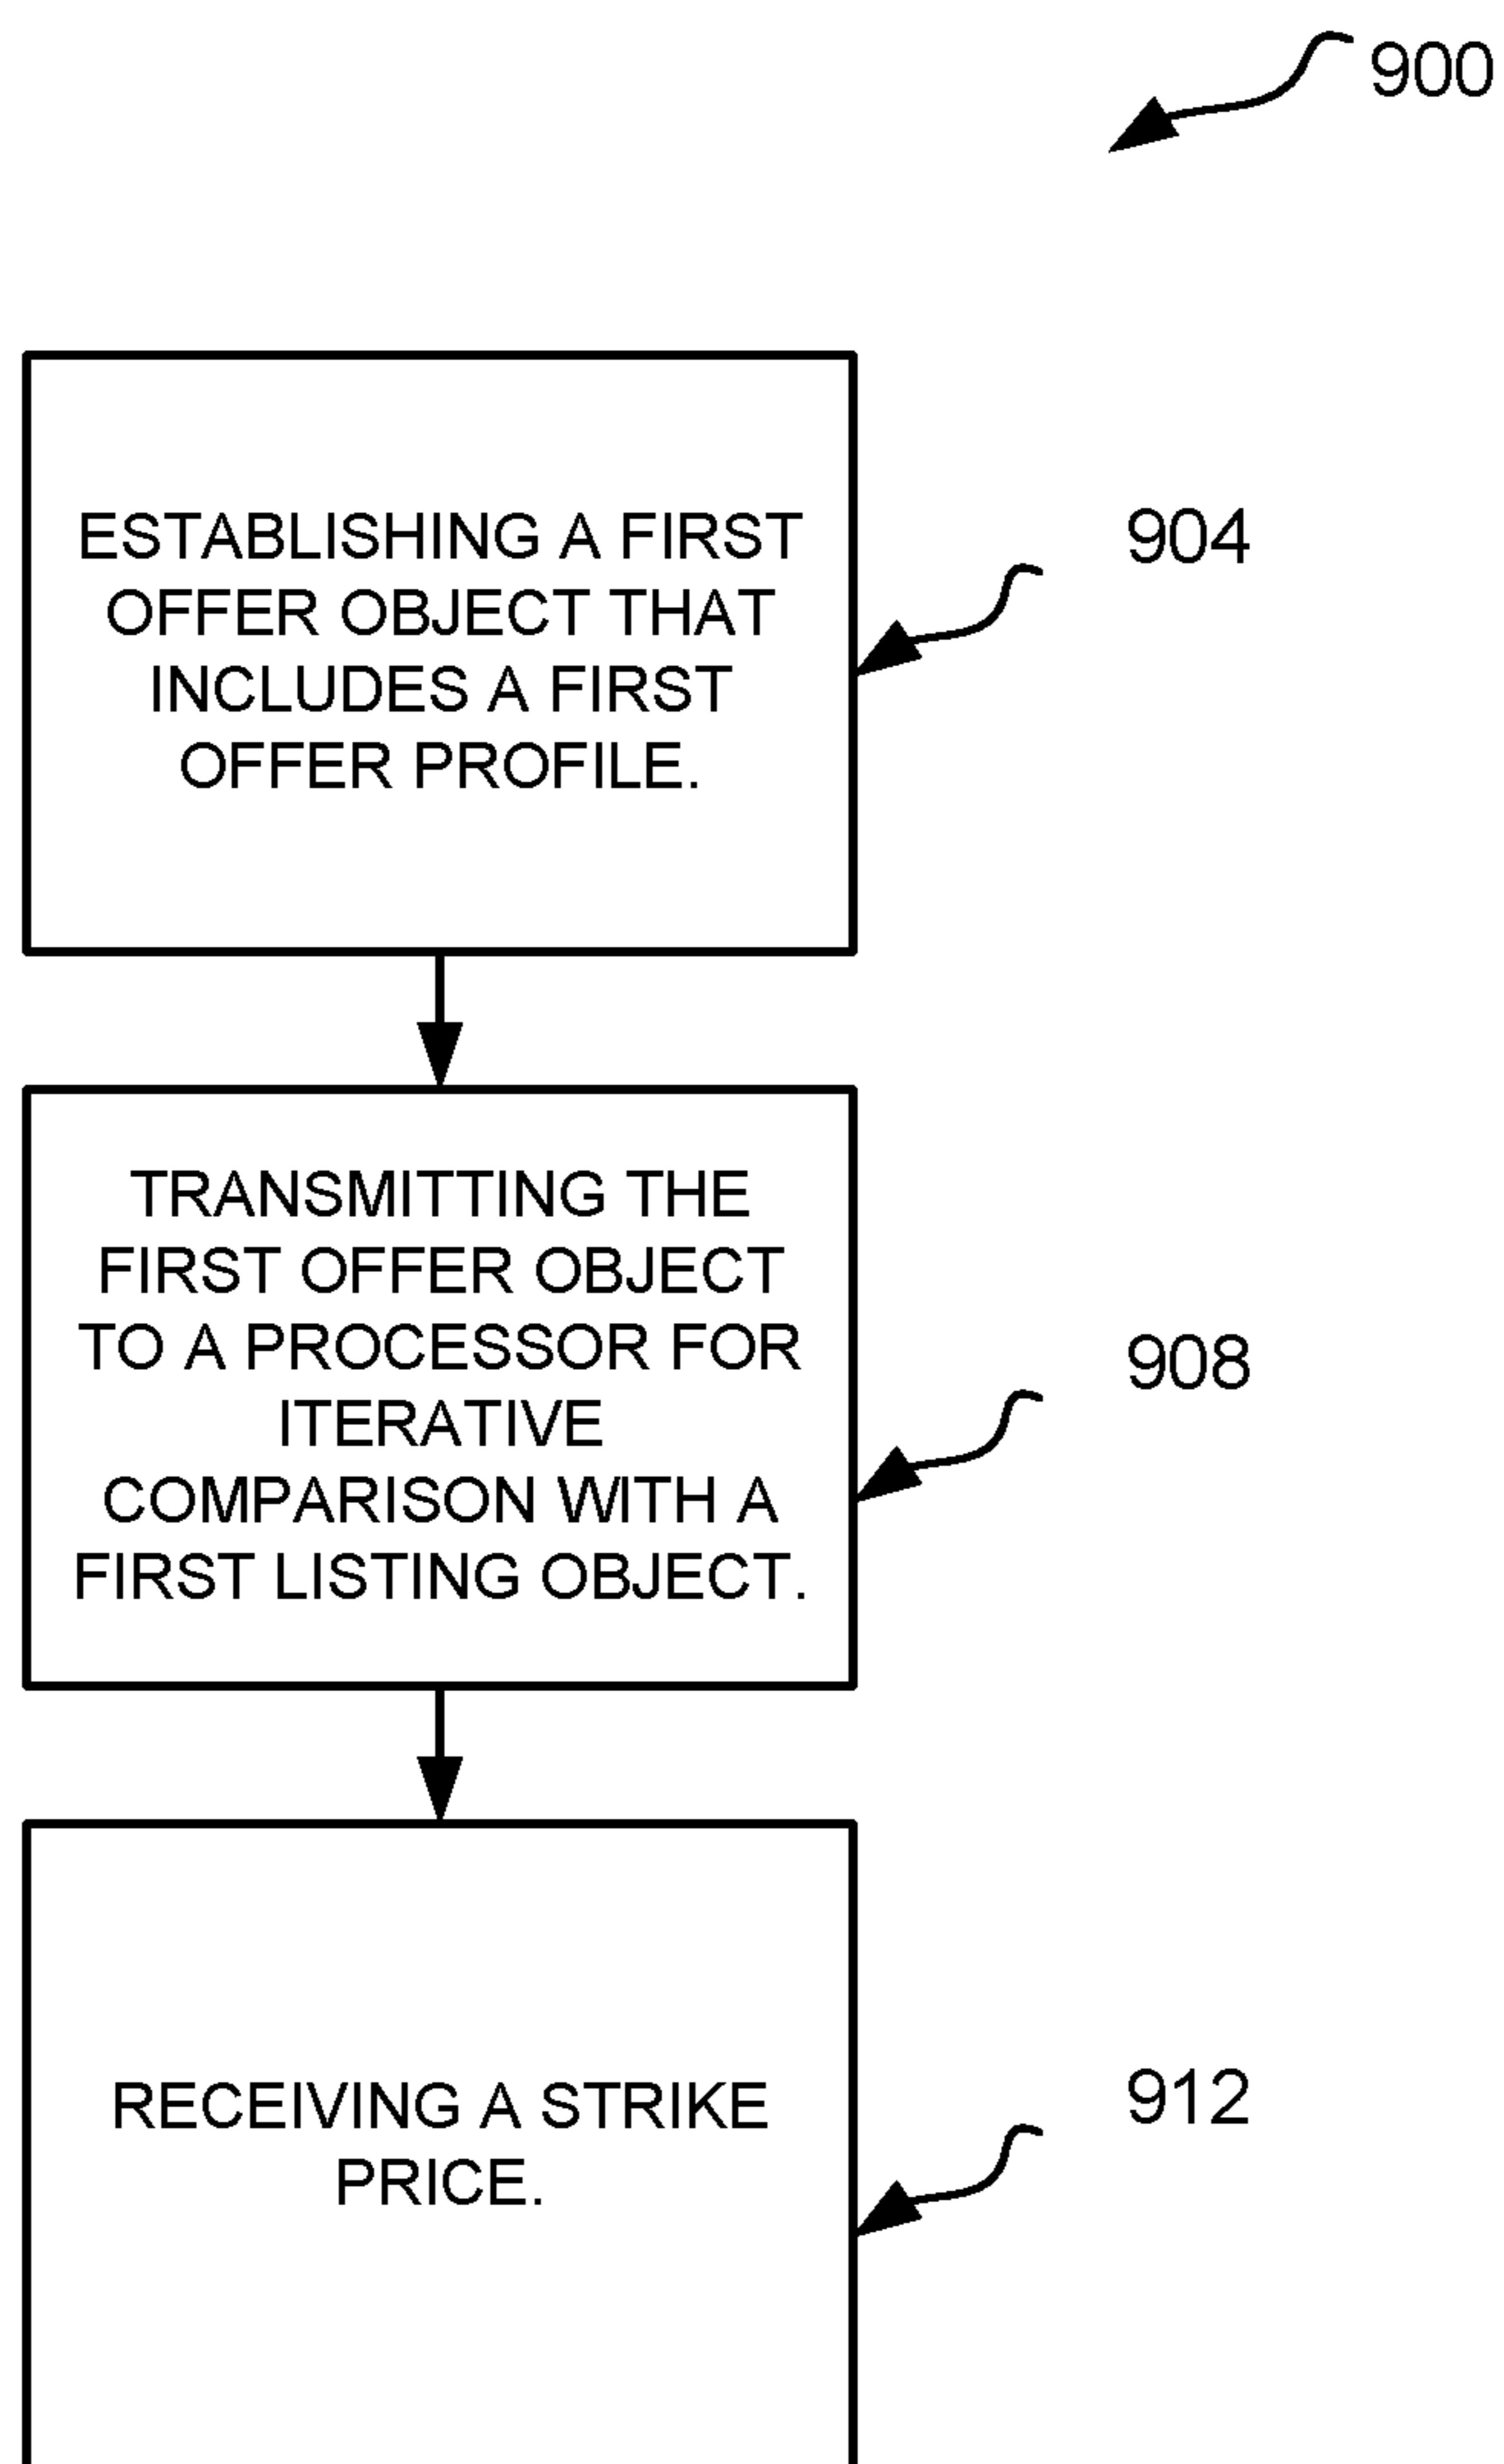 900
ESTABLISHING A FIRST
OFFER OBJECT THAT
INCLUDES A FIRST
OFFER PROFILE.
904
TRANSMITTING THE
FIRST OFFER OBJECT
TO A PROCESSOR FOR
ITERATIVE
COMPARISON WITH A
FIRST LISTING OBJECT.
908
RECEIVING A STRIKE
PRICE.
912